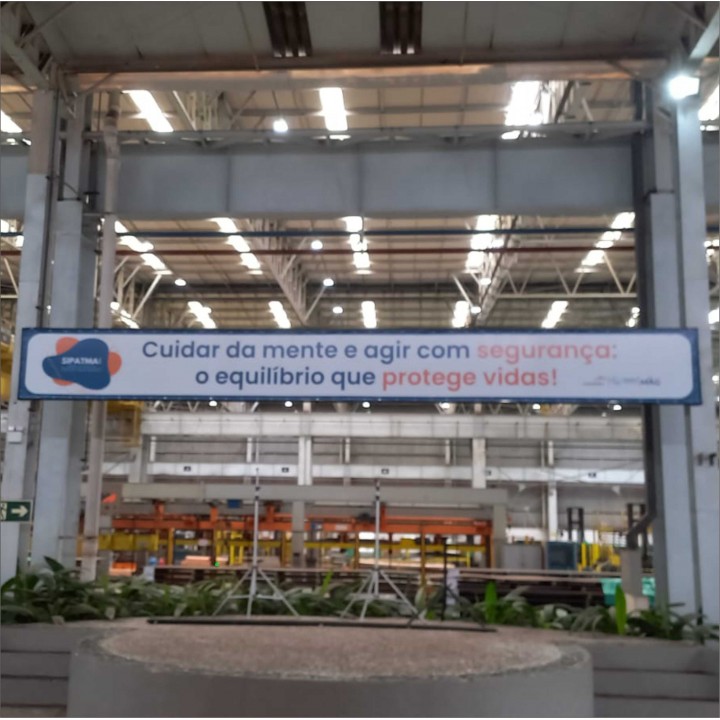 SIPATMA
Cuidar da mente e agir com segurança:
o equilíbrio que protege vidas!